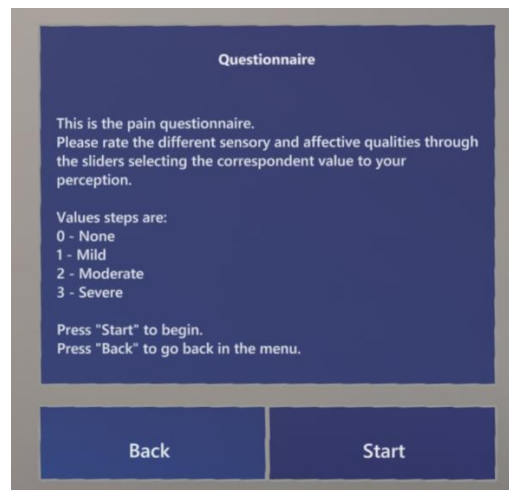 Questionnaire
This is the pain questionnaire.
Please rate the different sensory and affective qualities through
the sliders selecting the correspondent value to your
perception.
Values steps are:
0 - None
1 - Mild
2 - Moderate
3 - Severe
Press "Start" to begin.
Press "Back" to go back in the menu.
Back
Start